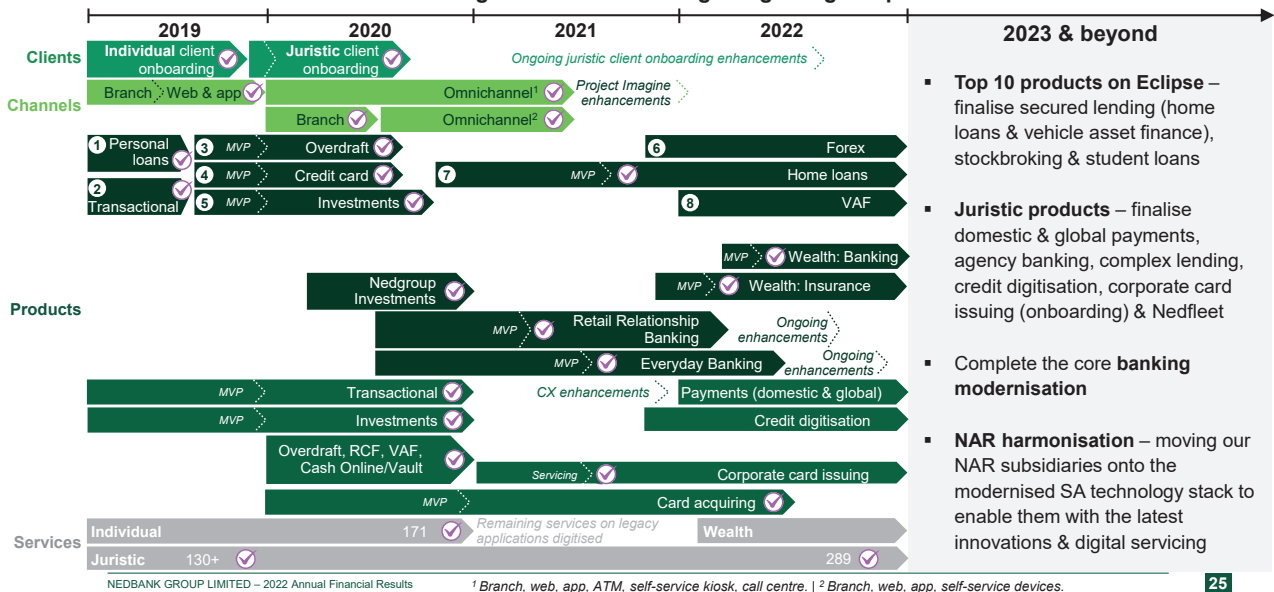 2019
2020
2021
2022
2023 & beyond
Clients
Individual client
onboarding
Juristic client
onboarding
Ongoing juristic client onboarding enhancements
Channels
Branch
Web & app
Omnichannel1
Project Imagine
enhancements
Branch
Omnichannel2
Products
1 Personal
loans
3 MVP Overdraft
6 Forex
4 MVP Credit card
7 MVP Home loans
2
Transactional
5 MVP Investments
8 VAF
MVP Wealth: Banking
Nedgroup
Investments
MVP Wealth: Insurance
MVP Retail Relationship
Banking
Ongoing
enhancements
MVP Everyday Banking
Ongoing
enhancements
MVP Transactional
CX enhancements
Payments (domestic & global)
MVP Investments
Credit digitisation
Overdraft, RCF, VAF,
Cash Online/Vault
Servicing Corporate card issuing
MVP Card acquiring
Services
Individual 171
Remaining services on legacy
applications digitised
Wealth
Juristic 130+ 289
▪ Top 10 products on Eclipse –
finalise secured lending (home
loans & vehicle asset finance),
stockbroking & student loans
▪ Juristic products – finalise
domestic & global payments,
agency banking, complex lending,
credit digitisation, corporate card
issuing (onboarding) & Nedfleet
▪ Complete the core banking
modernisation
▪ NAR harmonisation – moving our
NAR subsidiaries onto the
modernised SA technology stack to
enable them with the latest
innovations & digital servicing
NEDBANK GROUP LIMITED – 2022 Annual Financial Results
1 Branch, web, app, ATM, self-service kiosk, call centre. | 2 Branch, web, app, self-service devices.
25